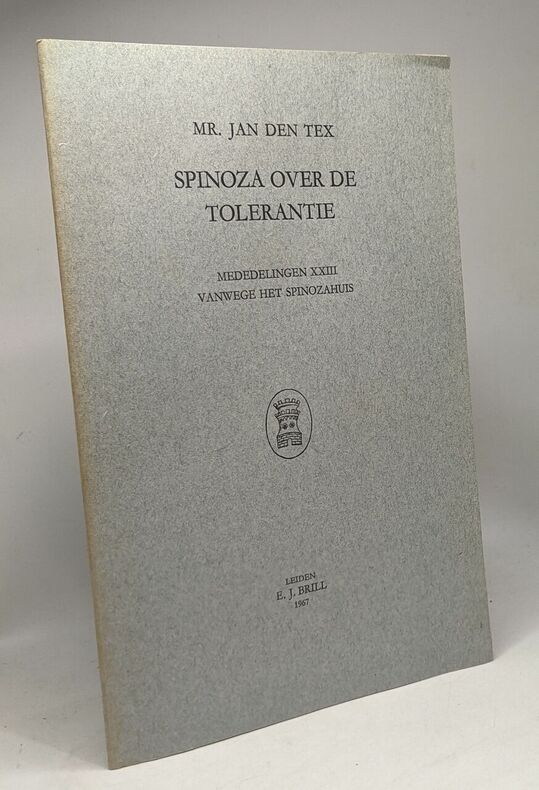 MR. JAN DEN TEX
SPINOZA OVER DE
TOLERANTIE
MEDEDELINGEN XXIII
VANWEGE HET SPINOZAHUIS
LEIDEN
E. J. BRILL
1967